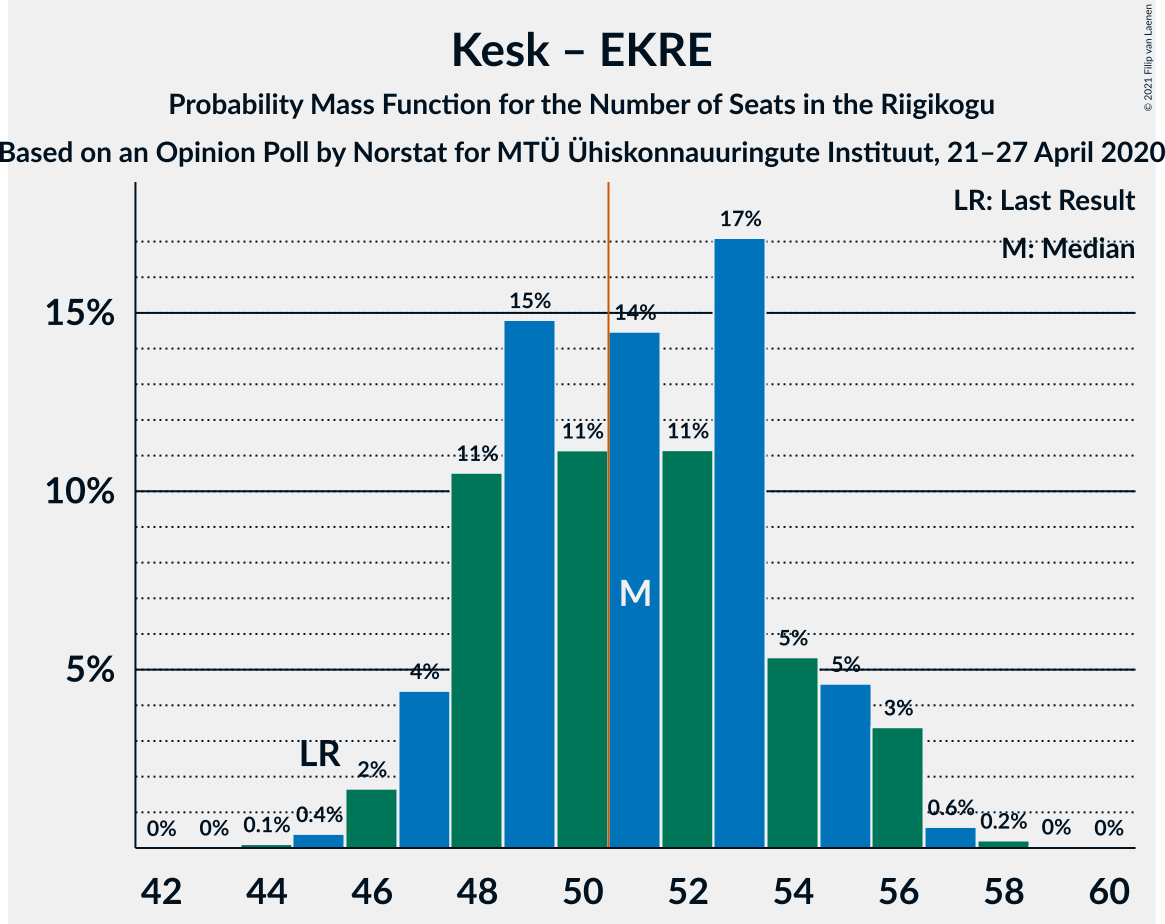 Kesk – EKRE
Probability Mass Function for the Number of Seats in the Riigikogu
Based on an Opinion Poll by Norstat for MTÜ Ühiskonnauuringute Instituut, 21–27 April 2020
© 2021 Filip van Laenen
LR: Last Result
M: Median
17%
15%
14%
15%
11%
11%
11%
10%
M
5%
5%
5%
4%
3%
LR
2%
0%
0%
0.1%
0.4%
0.6%
0.2%
0%
0%
42 44 46 48 50 52 54 56 58 60